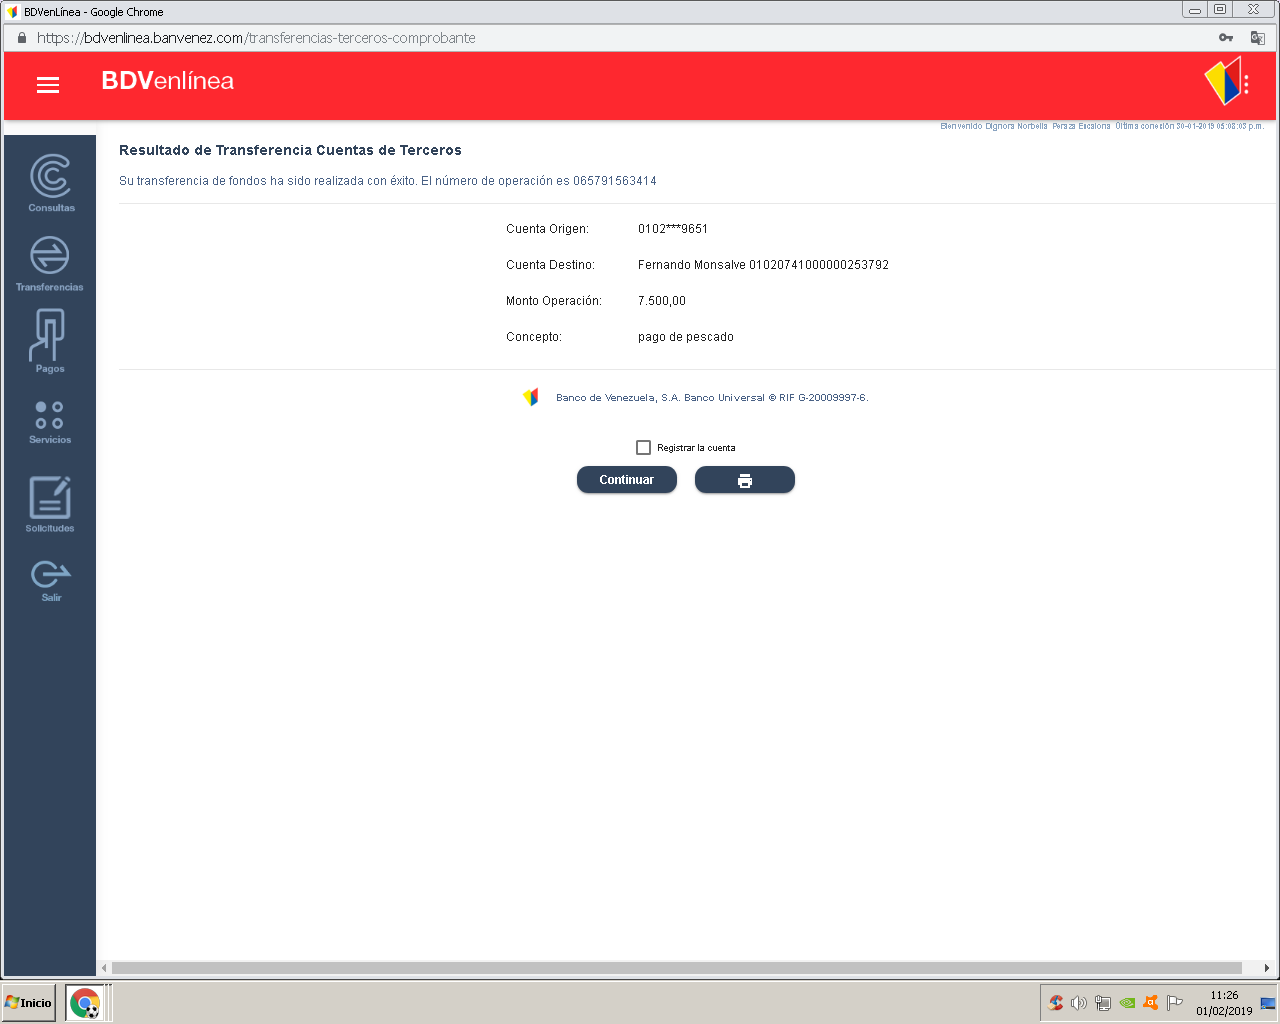 BDVenLínea - Google Chrome
https://bdvenlinea.banvenez.com/transferencias-terceros-comprobante
BDVenlínea
Bienvenido Dignora Norbelis Peraza Escalona Última conexión 30-01-2019 05:08:03 p.m.
Resultado de Transferencia Cuentas de Terceros
Su transferencia de fondos ha sido realizada con éxito. El número de operación es 065791563414
Cuenta Origen: 0102***9651
Cuenta Destino: Fernando Monsalve 01020741000000253792
Monto Operación: 7.500,00
Concepto: pago de pescado
Banco de Venezuela, S.A. Banco Universal ® RIF G-20009997-6.
Registrar la cuenta
Continuar
Consultas
Transferencias
Pagos
Servicios
Solicitudes
Salir
Inicio
11:26
01/02/2019